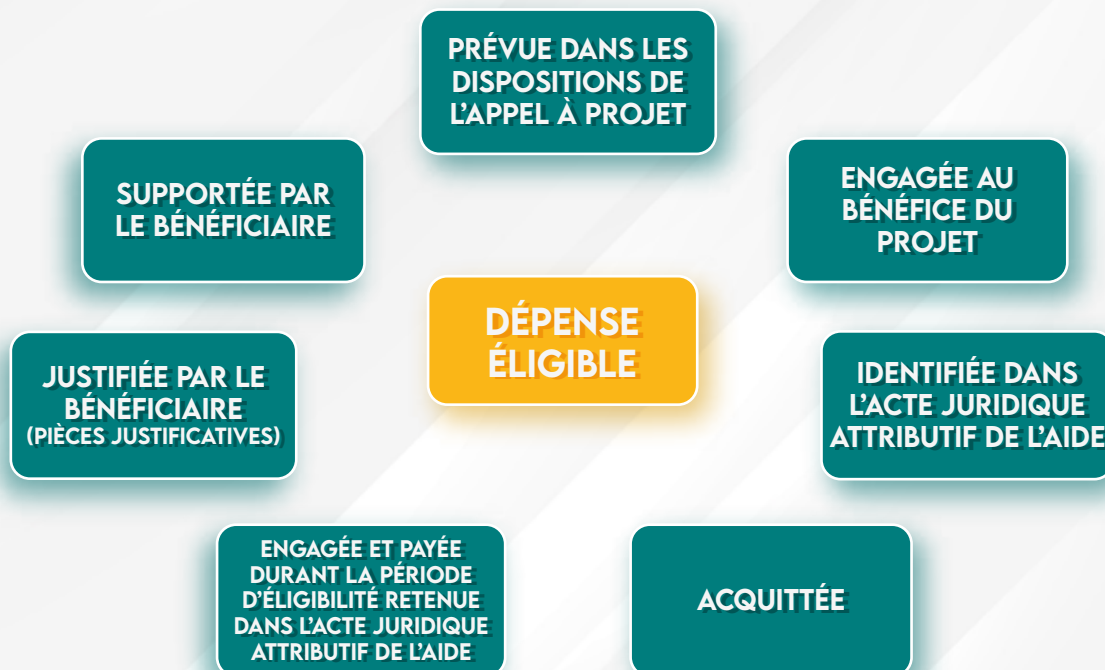 PRÉVUE DANS LES
DISPOSITIONS DE
L'APPEL À PROJET
SUPPORTÉE PAR
LE BÉNÉFICIAIRE
ENGAGÉE AU
BÉNÉFICE DU
PROJET
DÉPENSE
ÉLIGIBLE
JUSTIFIÉE PAR LE
BÉNÉFICIAIRE
(PIÈCES JUSTIFICATIVES)
IDENTIFIÉE DANS
L'ACTE JURIDIQUE
ATTRIBUTIF DE L'AIDE
ENGAGÉE ET PAYÉE
DURANT LA PÉRIODE
D'ÉLIGIBILITÉ RETENUE
DANS L'ACTE JURIDIQUE
ATTRIBUTIF DE L'AIDE
ACQUITTÉE